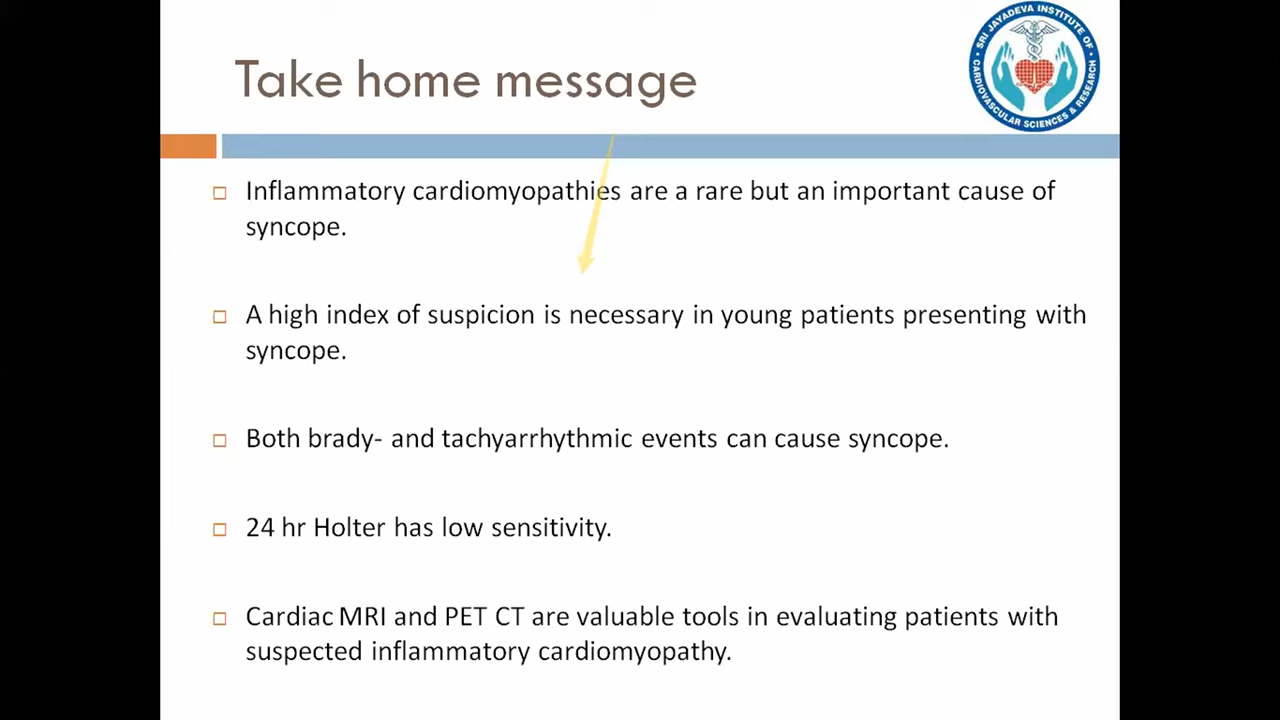 Take home message
SRI JAYADEVA INSTITUTE OF
CARDIOVASCULAR SCIENCES & RESEARCH
Inflammatory cardiomyopathies are a rare but an important cause of
syncope.
A high index of suspicion is necessary in young patients presenting with
syncope.
Both brady- and tachyarrhythmic events can cause syncope.
24 hr Holter has low sensitivity.
Cardiac MRI and PET CT are valuable tools in evaluating patients with
suspected inflammatory cardiomyopathy.